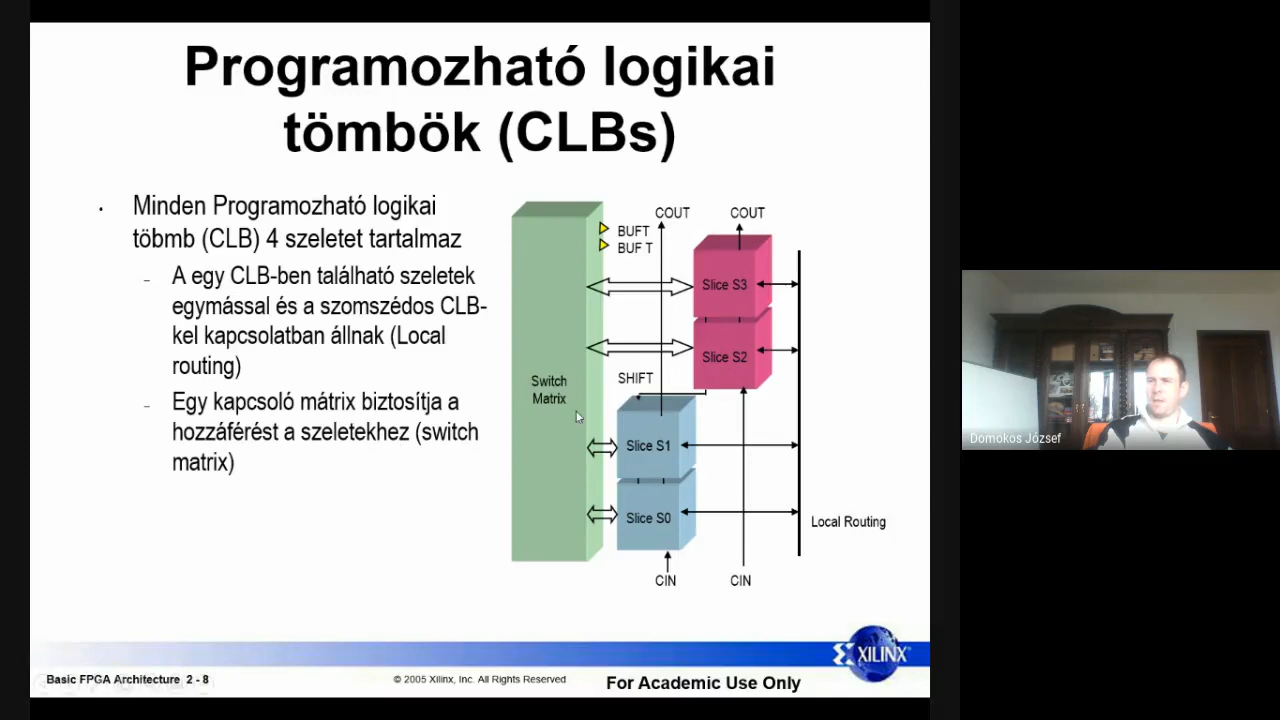 Programozható logikai
tömbök (CLBs)
• Minden Programozható logikai
töbmb (CLB) 4 szeletet tartalmaz
– A egy CLB-ben található szeletek
egymással és a szomszédos CLB-
kel kapcsolatban állnak (Local
routing)
– Egy kapcsoló mátrix biztosítja a
hozzáférést a szeletekhez (switch
matrix)
COUT
COUT
BUFT
BUF T
Slice S3
Slice S2
SHIFT
Switch
Matrix
Slice S1
Slice S0
Local Routing
CIN
CIN
XILINX
Basic FPGA Architecture 2 - 8
© 2005 Xilinx, Inc. All Rights Reserved
For Academic Use Only
Domokos József